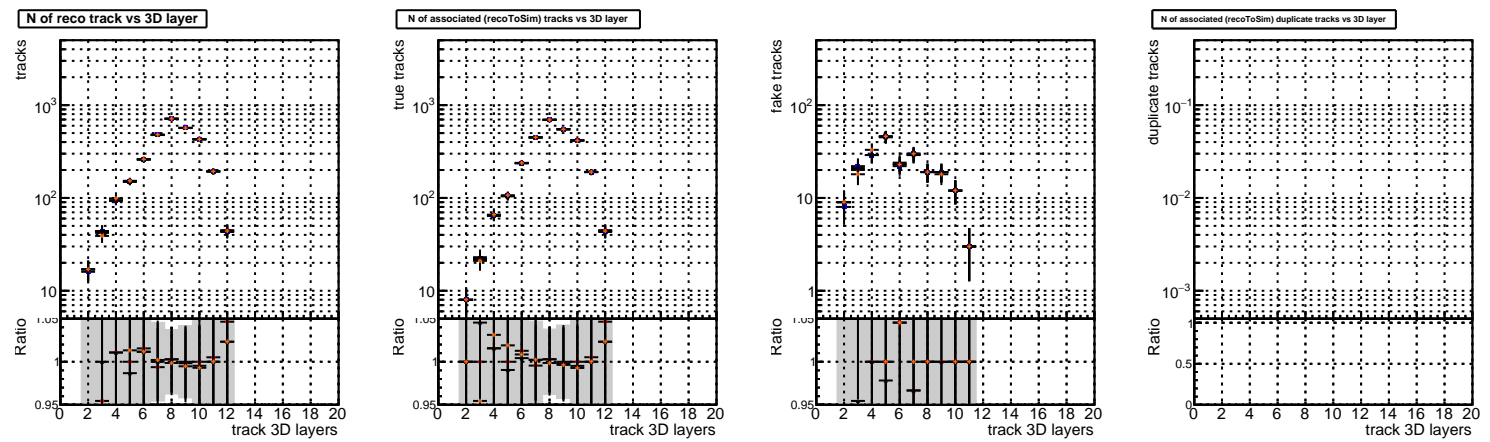 N of reco track vs 3D layer
tracks
10³
10²
10
Ratio
1.05
1
0.95
0 2 4 6 8 10 12 14 16 18 20
track 3D layers
N of associated (recoToSim) tracks vs 3D layer
true tracks
10³
10²
10
Ratio
1.05
1
0.95
0 2 4 6 8 10 12 14 16 18 20
track 3D layers
fake tracks
10²
10
1
Ratio
1.05
1
0.95
0 2 4 6 8 10 12 14 16 18 20
track 3D layers
N of associated (recoToSim) duplicate tracks vs 3D layer
duplicate tracks
10⁻¹
10⁻²
10⁻³
Ratio
1
0.5
0
0 2 4 6 8 10 12 14 16 18 20
track 3D layers